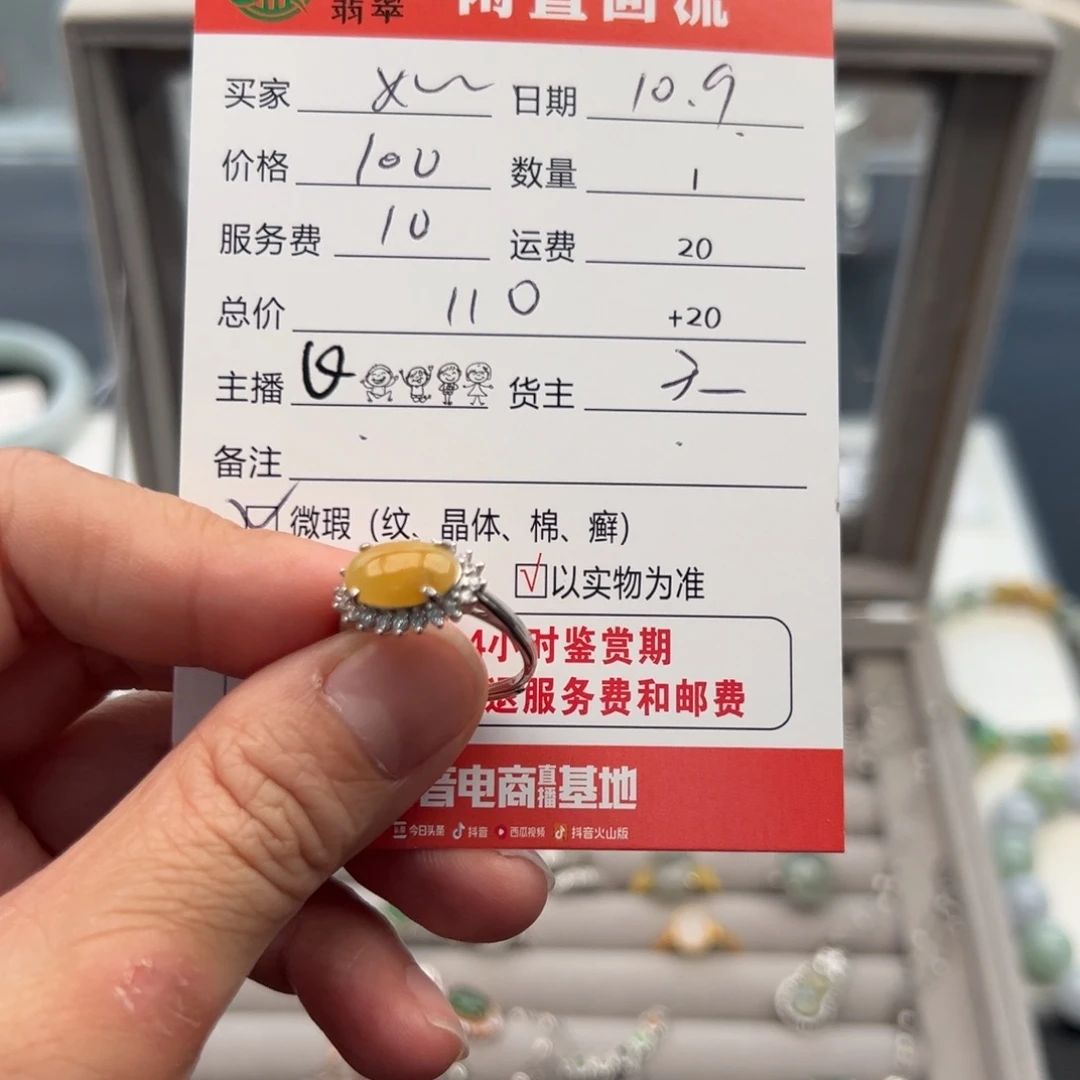 翡翠
买家 日期 10.9
价格 100 数量 1
服务费 10 运费 20
总价 110 +20
主播 货主
备注
微瑕（纹、晶体、棉、癣）
√以实物为准
4小时鉴赏期
退服务费和邮费
音电商直播基地
头条 今日头条 抖音 西瓜视频 抖音火山版